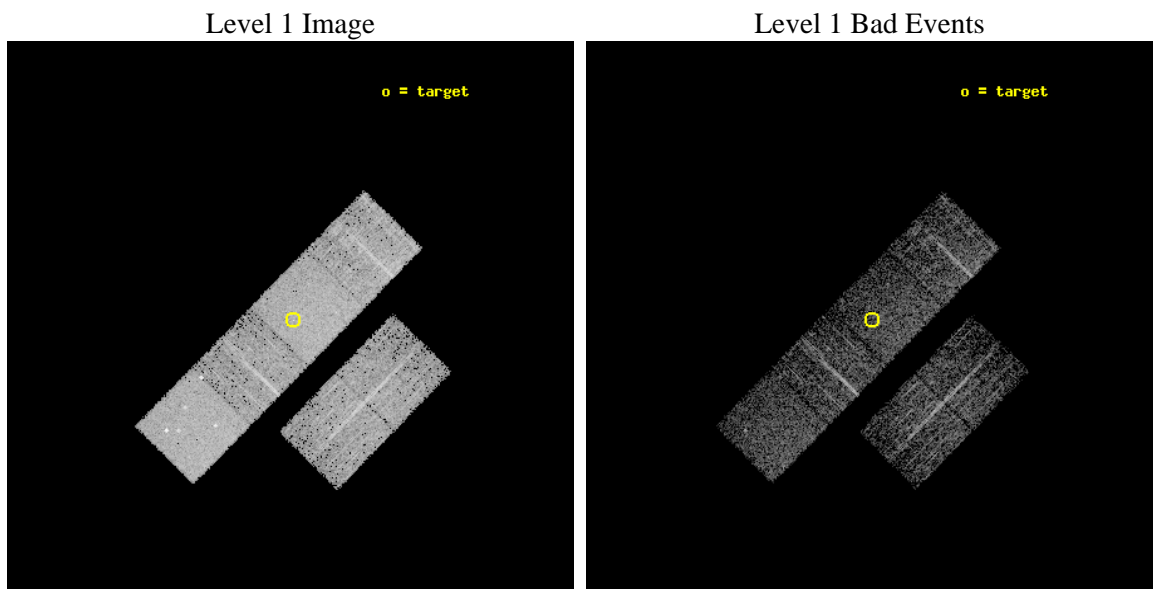 Level 1 Image
Level 1 Bad Events
o = target
o = target